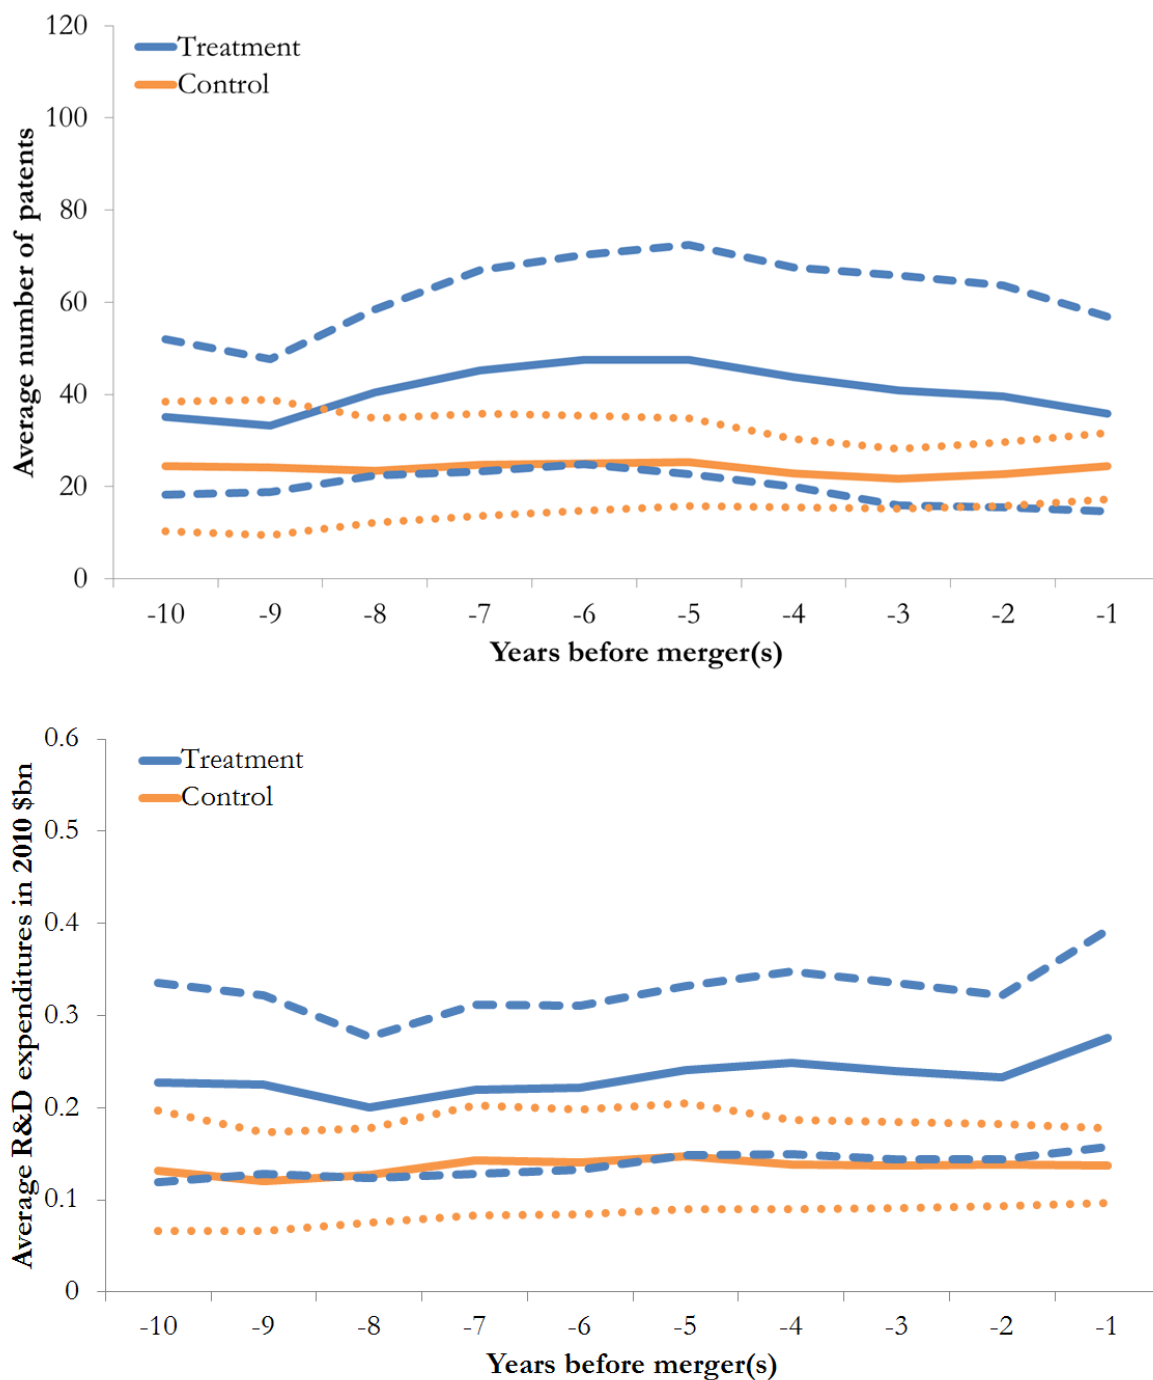 Treatment
Control
Average number of patents
120
100
80
60
40
20
0
-10 -9 -8 -7 -6 -5 -4 -3 -2 -1
Years before merger(s)
Treatment
Control
Average R&D expenditures in 2010 $bn
0.6
0.5
0.4
0.3
0.2
0.1
0
-10 -9 -8 -7 -6 -5 -4 -3 -2 -1
Years before merger(s)